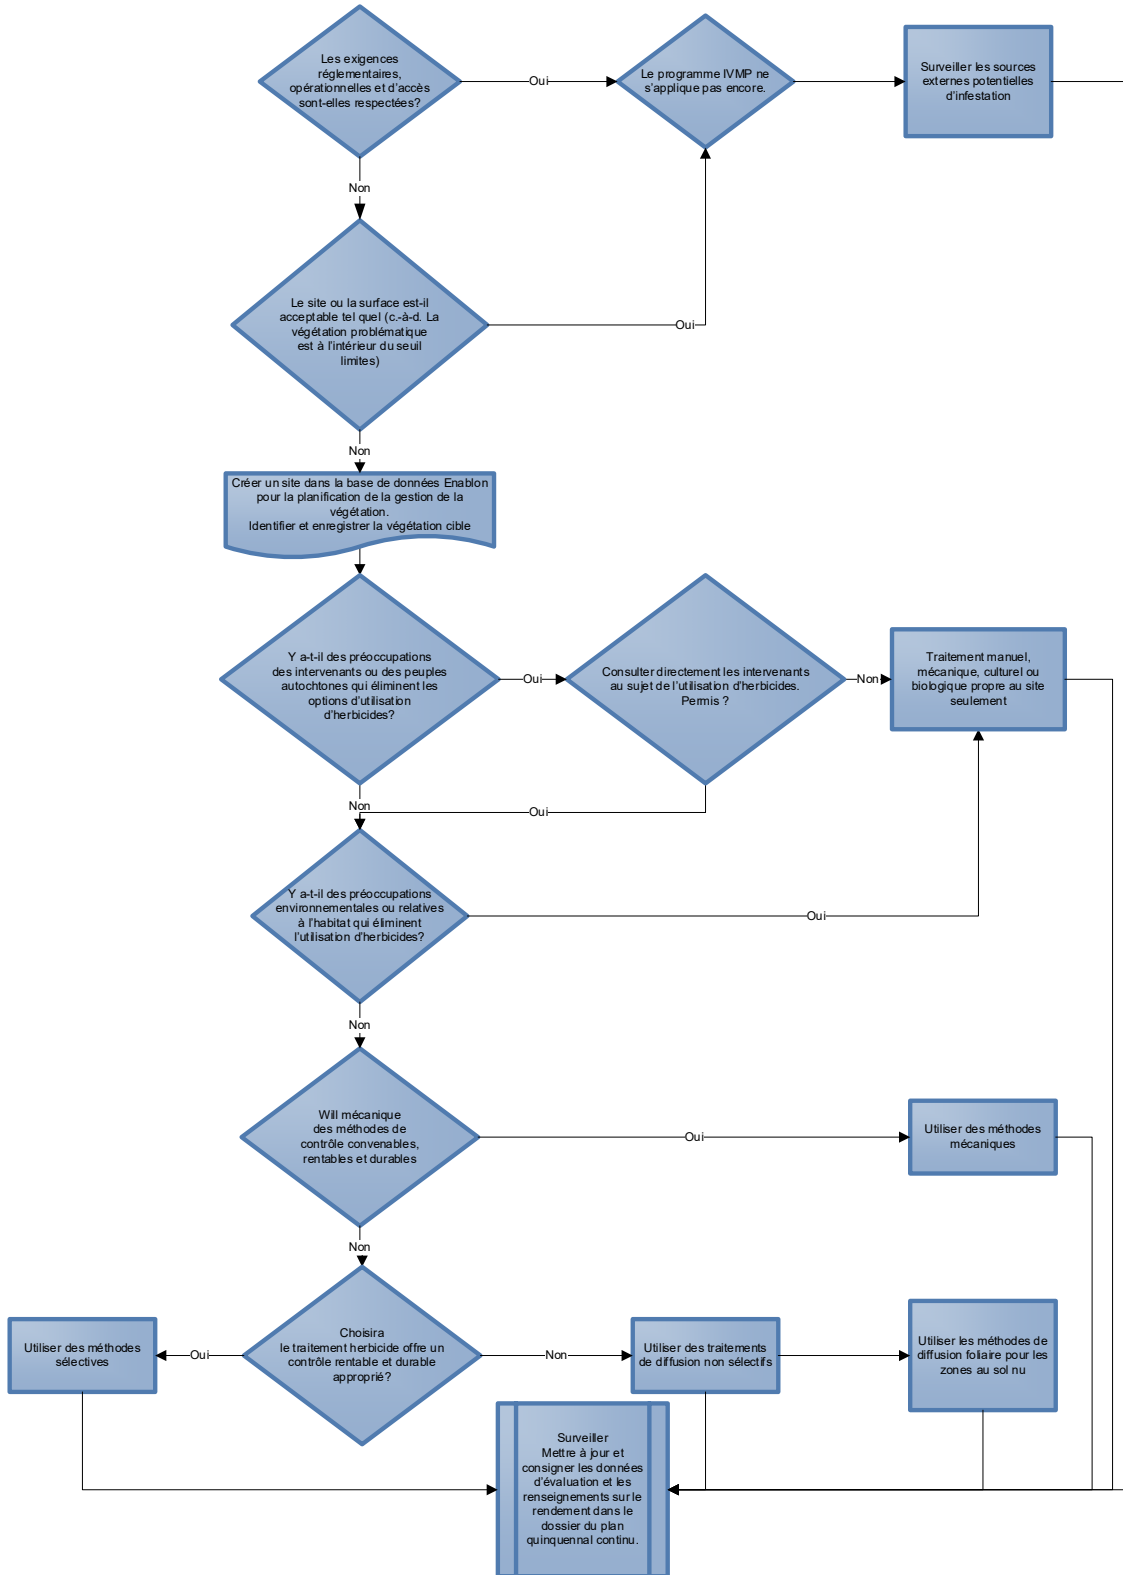 Les exigences
réglementaires,
opérationnelles et d'accès
sont-elles respectées?
Oui
Le programme IVMP ne
s'applique pas encore.
Surveiller les sources
externes potentielles
d'infestation
Non
Le site ou la surface est-il
acceptable tel quel (c.-à-d. La
végétation problématique
est à l'intérieur du seuil
limites)
Oui
Non
Créer un site dans la base de données Enablon
pour la planification de la gestion de la
végétation.
Identifier et enregistrer la végétation cible
Y a-t-il des préoccupations
des intervenants ou des peuples
autochtones qui éliminent les
options d'utilisation
d'herbicides?
Oui
Consulter directement les intervenants
au sujet de l'utilisation d'herbicides.
Permis ?
Non
Traitement manuel,
mécanique, culturel ou
biologique propre au site
seulement
Non
Oui
Y a-t-il des préoccupations
environnementales ou relatives
à l'habitat qui éliminent
l'utilisation d'herbicides?
Oui
Non
Will mécanique
des méthodes de
contrôle convenables,
rentables et durables
Oui
Utiliser des méthodes
mécaniques
Non
Utiliser des méthodes
sélectives
Oui
Choisira
le traitement herbicide offre un
contrôle rentable et durable
approprié?
Non
Utiliser des traitements
de diffusion non sélectifs
Utiliser les méthodes de
diffusion foliaire pour les
zones au sol nu
Surveiller
Mettre à jour et
consigner les données
d'évaluation et les
renseignements sur le
rendement dans le
dossier du plan
quinquennal continu.